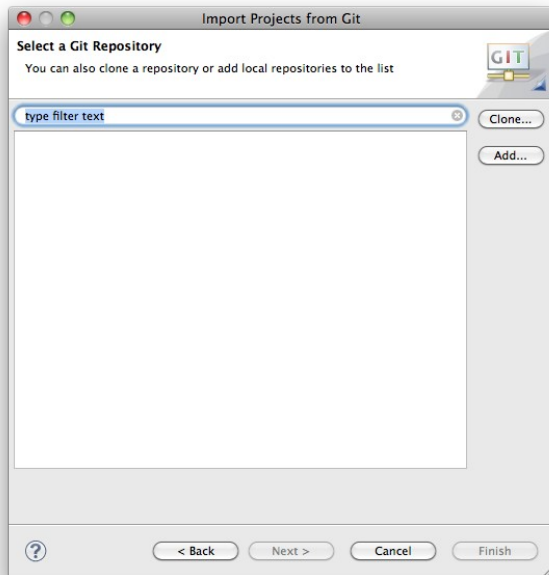 Import Projects from Git
Select a Git Repository
You can also clone a repository or add local repositories to the list
GIT
type filter text
Clone...
Add...
?
< Back
Next >
Cancel
Finish